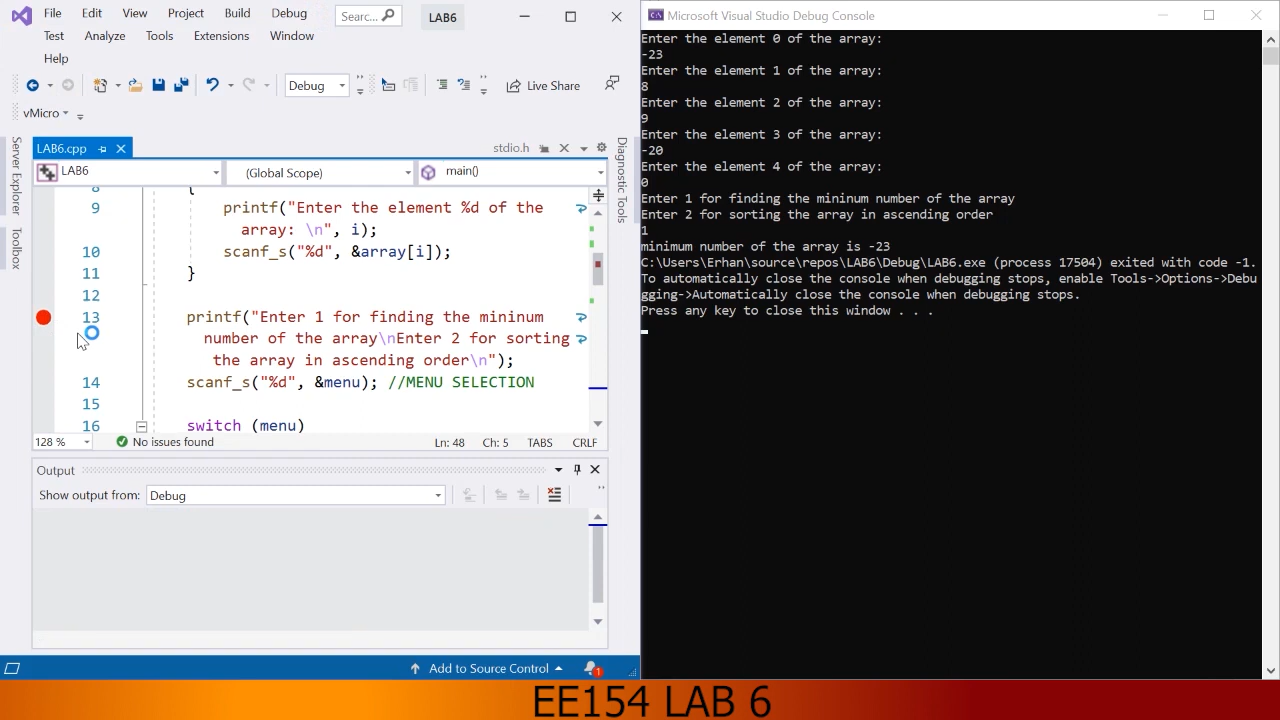 File Edit View Project Build Debug Searc... LAB6
Test Analyze Tools Extensions Window
Help
Debug Live Share
vMicro
Server Explorer
Toolbox
LAB6.cpp stdio.h
LAB6 (Global Scope) main()
8 {
9 printf("Enter the element %d of the
array: \n", i);
10 scanf_s("%d", &array[i]);
11 }
12
13 printf("Enter 1 for finding the mininum
number of the array\nEnter 2 for sorting
the array in ascending order\n");
14 scanf_s("%d", &menu); //MENU SELECTION
15
16 switch (menu)
128 % No issues found Ln: 48 Ch: 5 TABS CRLF
Output
Show output from: Debug
Add to Source Control 1
Diagnostic Tools
Microsoft Visual Studio Debug Console
Enter the element 0 of the array:
-23
Enter the element 1 of the array:
8
Enter the element 2 of the array:
9
Enter the element 3 of the array:
-20
Enter the element 4 of the array:
0
Enter 1 for finding the mininum number of the array
Enter 2 for sorting the array in ascending order
1
minimum number of the array is -23
C:\Users\Erhan\source\repos\LAB6\Debug\LAB6.exe (process 17504) exited with code -1.
To automatically close the console when debugging stops, enable Tools->Options->Debu
gging->Automatically close the console when debugging stops.
Press any key to close this window . . .
EE154 LAB 6